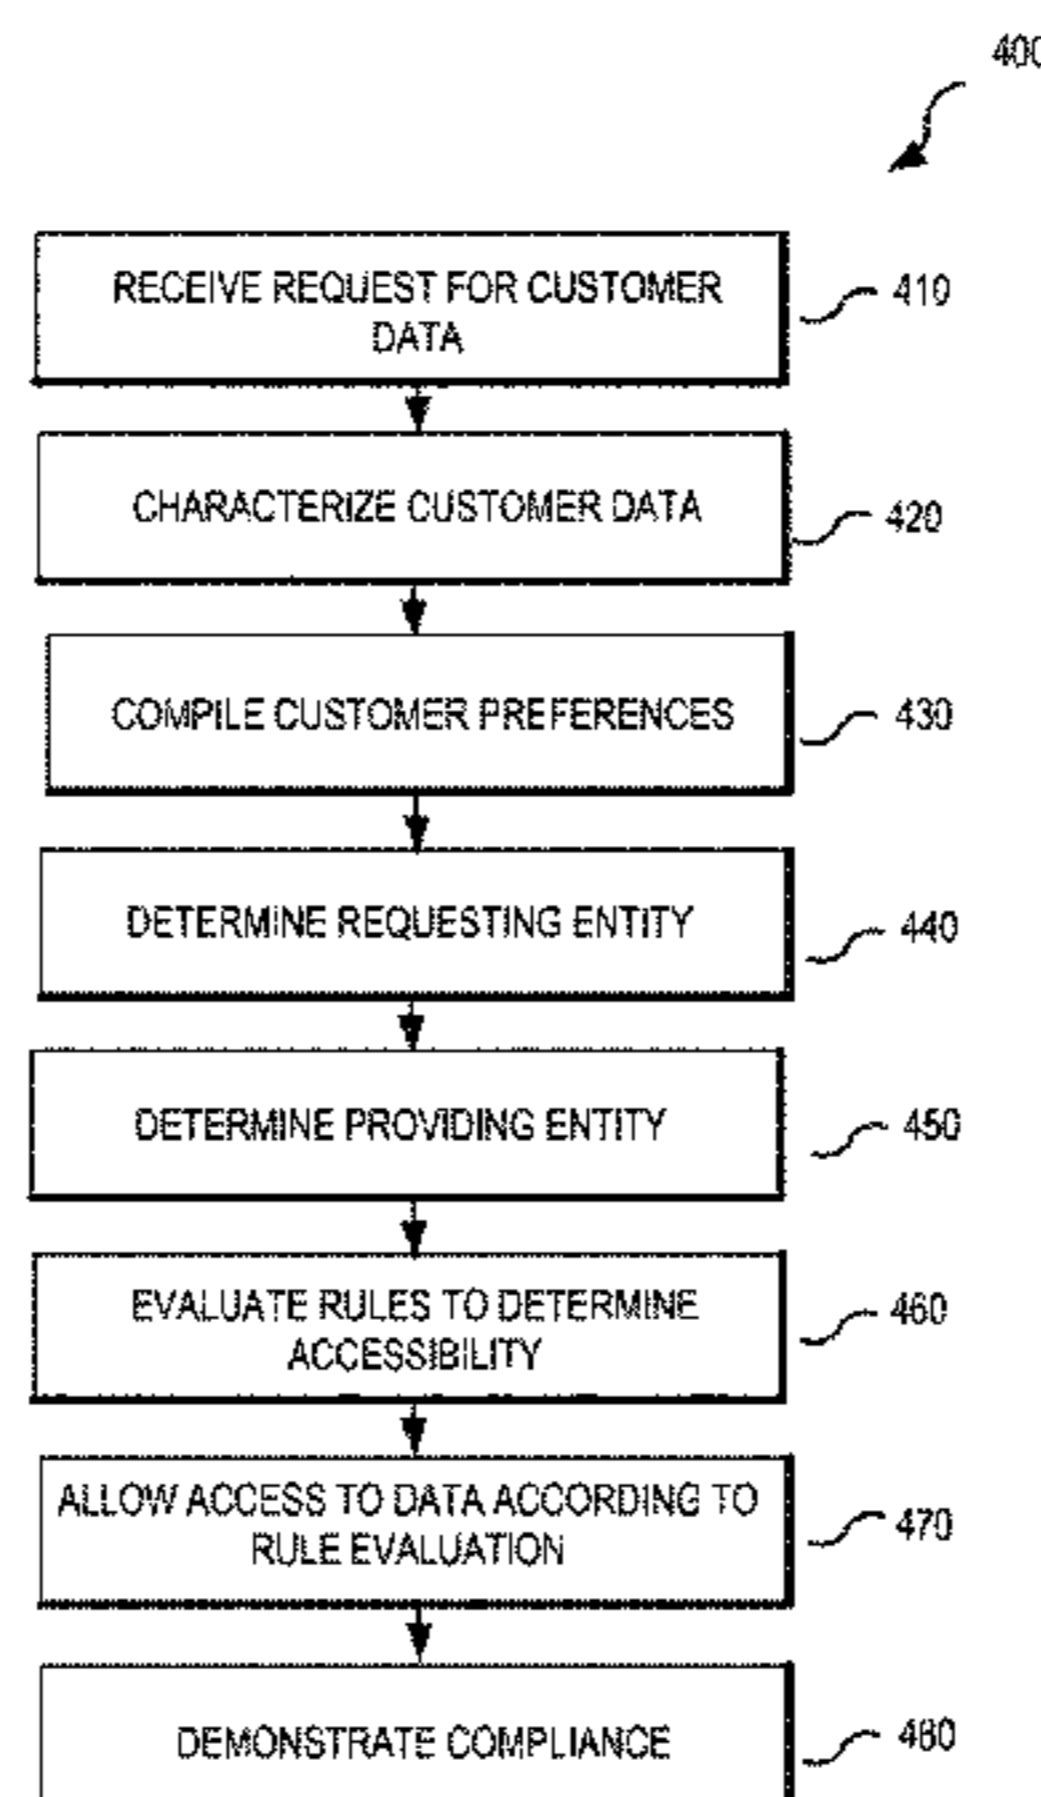 400
RECEIVE REQUEST FOR CUSTOMER
DATA
410
CHARACTERIZE CUSTOMER DATA
420
COMPILE CUSTOMER PREFERENCES
430
DETERMINE REQUESTING ENTITY
440
DETERMINE PROVIDING ENTITY
450
EVALUATE RULES TO DETERMINE
ACCESSIBILITY
460
ALLOW ACCESS TO DATA ACCORDING TO
RULE EVALUATION
470
DEMONSTRATE COMPLIANCE
480